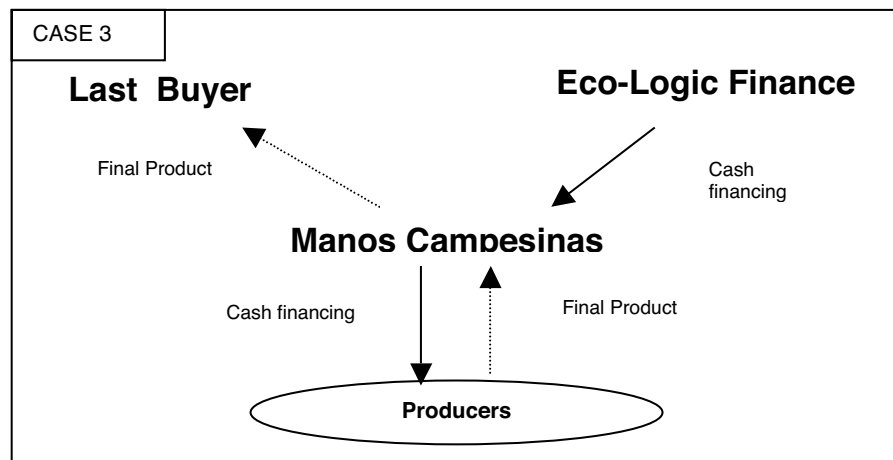 CASE 3
Last Buyer
Eco-Logic Finance
Final Product
Cash
financing
Manos Campesinas
Cash financing
Final Product
Producers